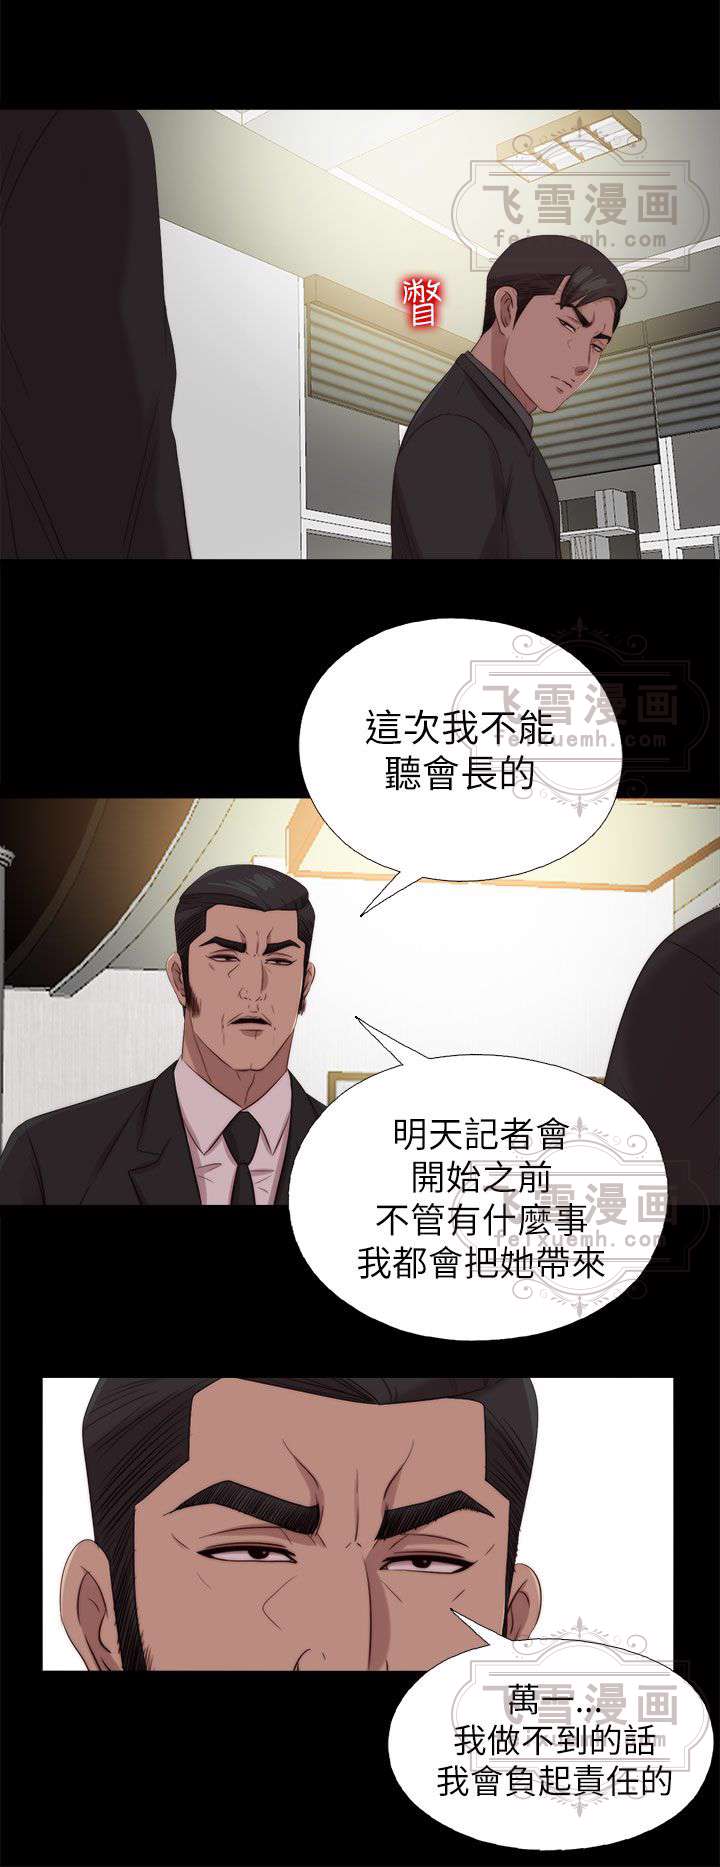 飞雪漫画
feixuemh.com
瞥
飞雪漫画
feixuemh.com
這次我不能
聽會長的
飞雪漫画
feixuemh.com
明天記者會
開始之前
不管有什麼事
我都會把她帶來
飞雪漫画
feixuemh.com
萬一...
我做不到的話
我會負起責任的